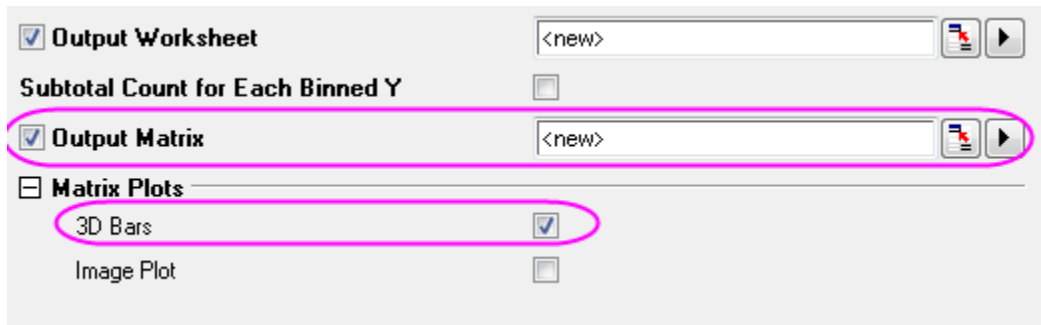 Output Worksheet <new>
Subtotal Count for Each Binned Y
Output Matrix <new>
Matrix Plots
3D Bars
Image Plot